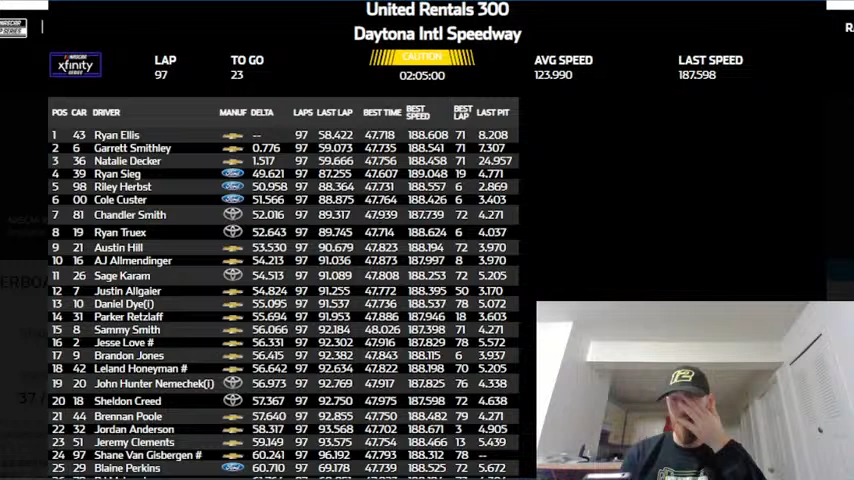 United Rentals 300
Daytona Intl Speedway
NASCAR
xfinity
SERIES
LAP
97
TO GO
23
CAUTION
02:05:00
AVG SPEED
123.990
LAST SPEED
187.598
POS CAR DRIVER MANUF DELTA LAPS LAST LAP BEST TIME BEST SPEED BEST LAP LAST PIT
1 43 Ryan Ellis -- 97 58.422 47.718 188.608 71 8.208
2 6 Garrett Smithley 0.776 97 59.073 47.735 188.541 71 7.307
3 36 Natalie Decker 1.517 97 59.666 47.756 188.458 71 24.957
4 39 Ryan Sieg 49.621 97 87.255 47.607 189.048 19 4.771
5 98 Riley Herbst 50.958 97 88.364 47.731 188.557 6 2.869
6 00 Cole Custer 51.566 97 88.875 47.764 188.426 6 3.403
7 81 Chandler Smith 52.016 97 89.317 47.939 187.739 72 4.271
8 19 Ryan Truex 52.643 97 89.745 47.714 188.624 6 4.037
9 21 Austin Hill 53.530 97 90.679 47.823 188.194 72 3.970
10 16 AJ Allmendinger 54.213 97 91.036 47.873 187.997 8 3.970
11 26 Sage Karam 54.513 97 91.089 47.808 188.253 72 5.205
12 7 Justin Allgaier 54.824 97 91.255 47.772 188.395 50 3.170
13 10 Daniel Dye(i) 55.095 97 91.537 47.736 188.537 78 5.072
14 31 Parker Retzlaff 55.694 97 91.953 47.886 187.946 18 3.603
15 8 Sammy Smith 56.066 97 92.184 48.026 187.398 71 4.271
16 2 Jesse Love # 56.331 97 92.302 47.916 187.829 78 5.572
17 9 Brandon Jones 56.415 97 92.382 47.843 188.115 6 3.937
18 42 Leland Honeyman # 56.642 97 92.634 47.822 188.198 70 5.205
19 20 John Hunter Nemechek(i) 56.973 97 92.769 47.917 187.825 76 4.338
20 18 Sheldon Creed 57.367 97 92.750 47.975 187.598 72 4.638
21 44 Brennan Poole 57.640 97 92.855 47.750 188.482 79 4.271
22 32 Jordan Anderson 58.317 97 93.568 47.702 188.671 3 4.905
23 51 Jeremy Clements 59.149 97 93.575 47.754 188.466 13 5.439
24 97 Shane Van Gisbergen # 60.241 97 96.192 47.793 188.312 78 --
25 29 Blaine Perkins 60.710 97 69.178 47.739 188.525 72 5.672
12